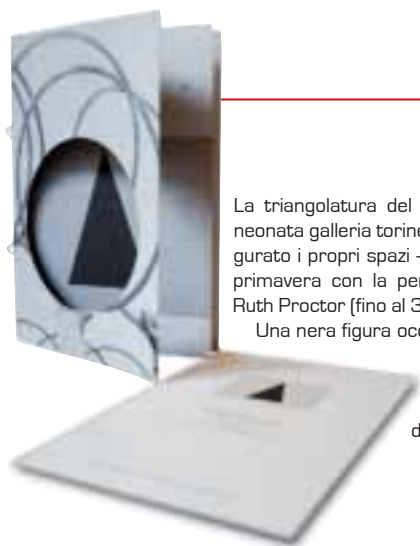 La triangolatura del
neonata galleria torine
gurato i propri spazi -
primavera con la per
Ruth Proctor (fino al 3
Una nera figura occ
d